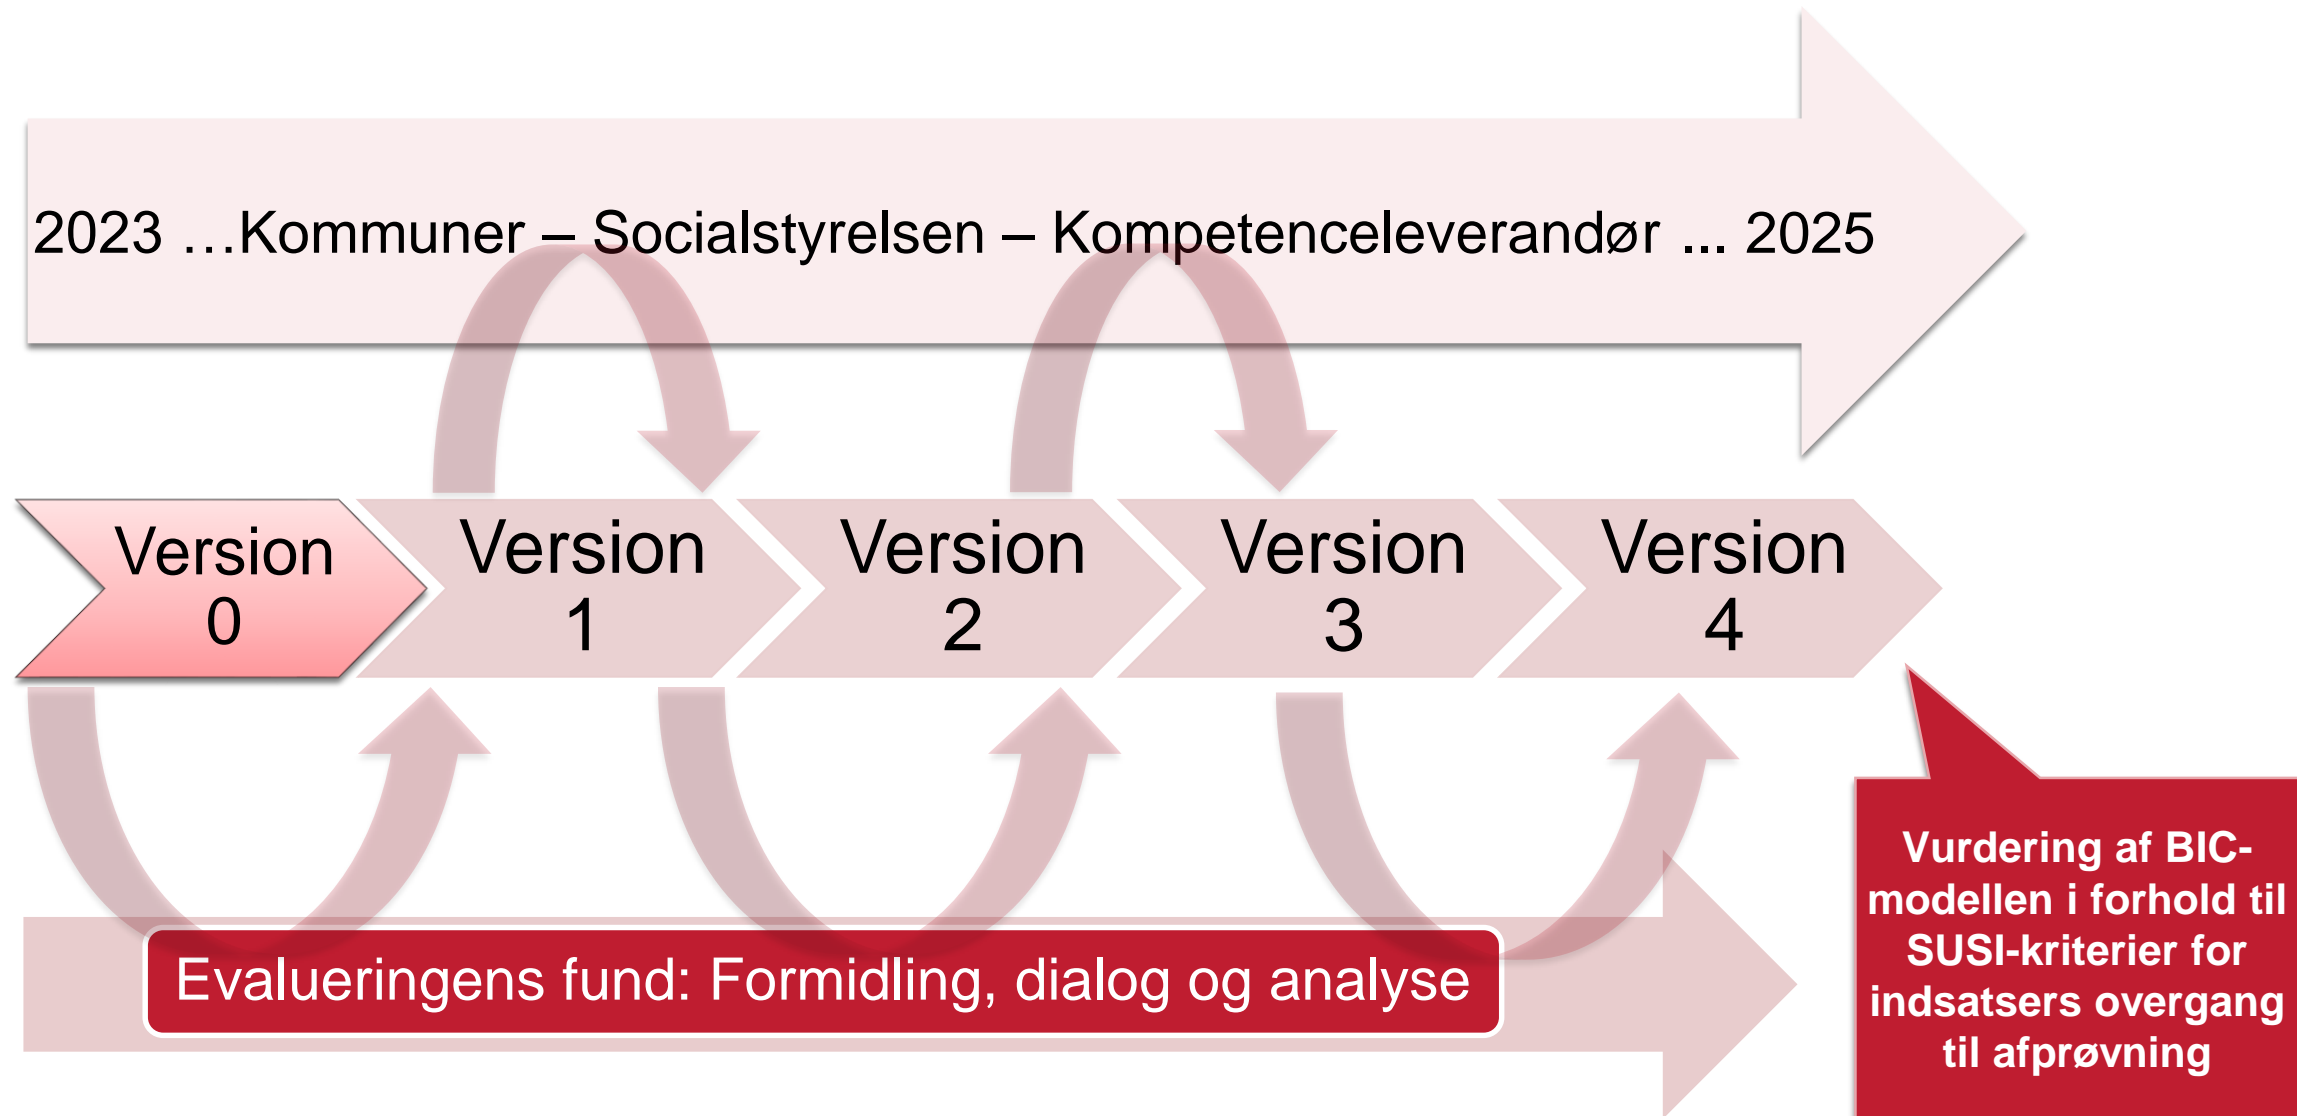 2023 …Kommuner – Socialstyrelsen – Kompetenceleverandør ... 2025
Version
0
Version
1
Version
2
Version
3
Version
4
Evalueringens fund: Formidling, dialog og analyse
Vurdering af BIC-
modellen i forhold til
SUSI-kriterier for
indsatsers overgang
til afprøvning